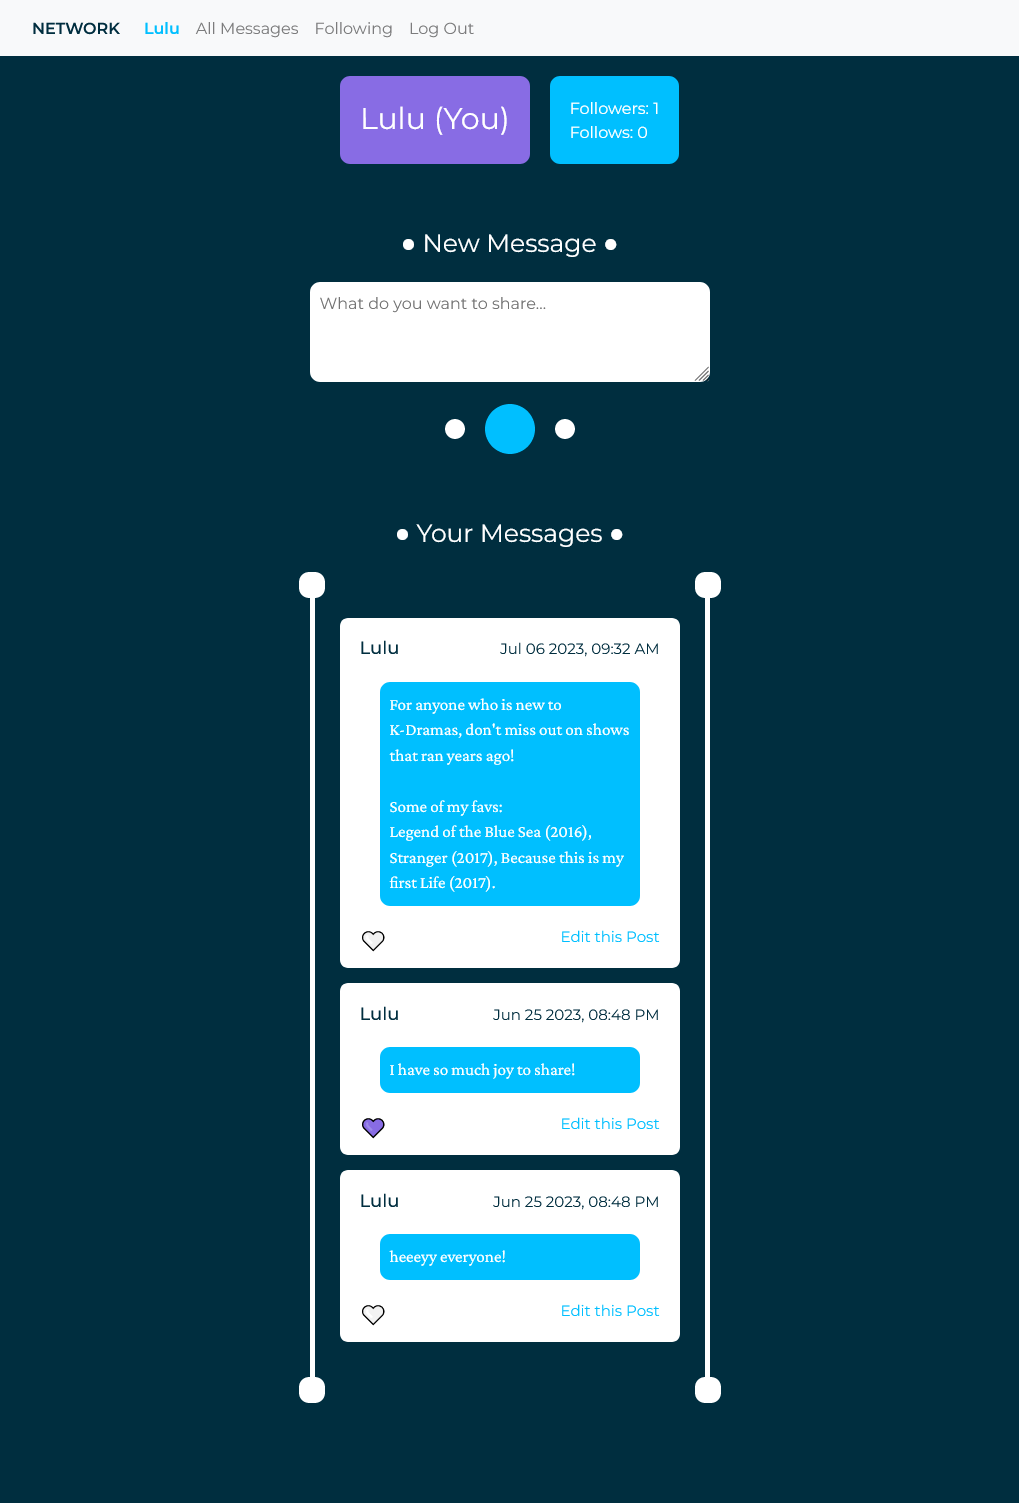 NETWORK Lulu All Messages Following Log Out
Lulu (You)
Followers: 1
Follows: 0
● New Message ●
What do you want to share...
● Your Messages ●
Lulu Jul 06 2023, 09:32 AM
For anyone who is new to
K-Dramas, don't miss out on shows
that ran years ago!
Some of my favs:
Legend of the Blue Sea (2016),
Stranger (2017), Because this is my
first Life (2017).
Edit this Post
Lulu Jun 25 2023, 08:48 PM
I have so much joy to share!
Edit this Post
Lulu Jun 25 2023, 08:48 PM
heeeyy everyone!
Edit this Post